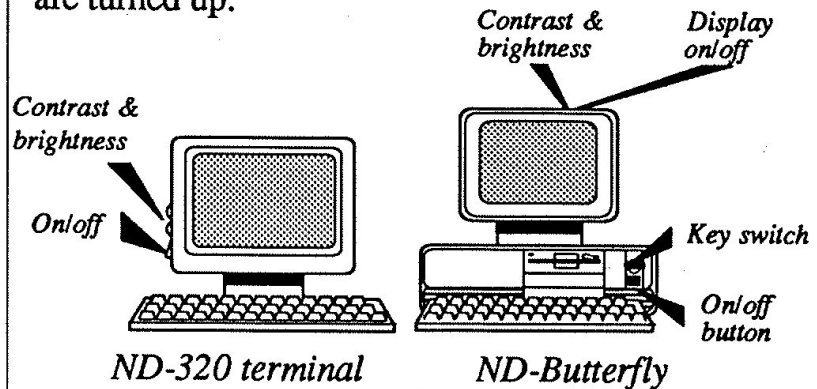 are turned up.
Contrast &
brightness
Display
on/off
Contrast &
brightness
On/off
Key switch
On/off
button
ND-320 terminal
ND-Butterfly